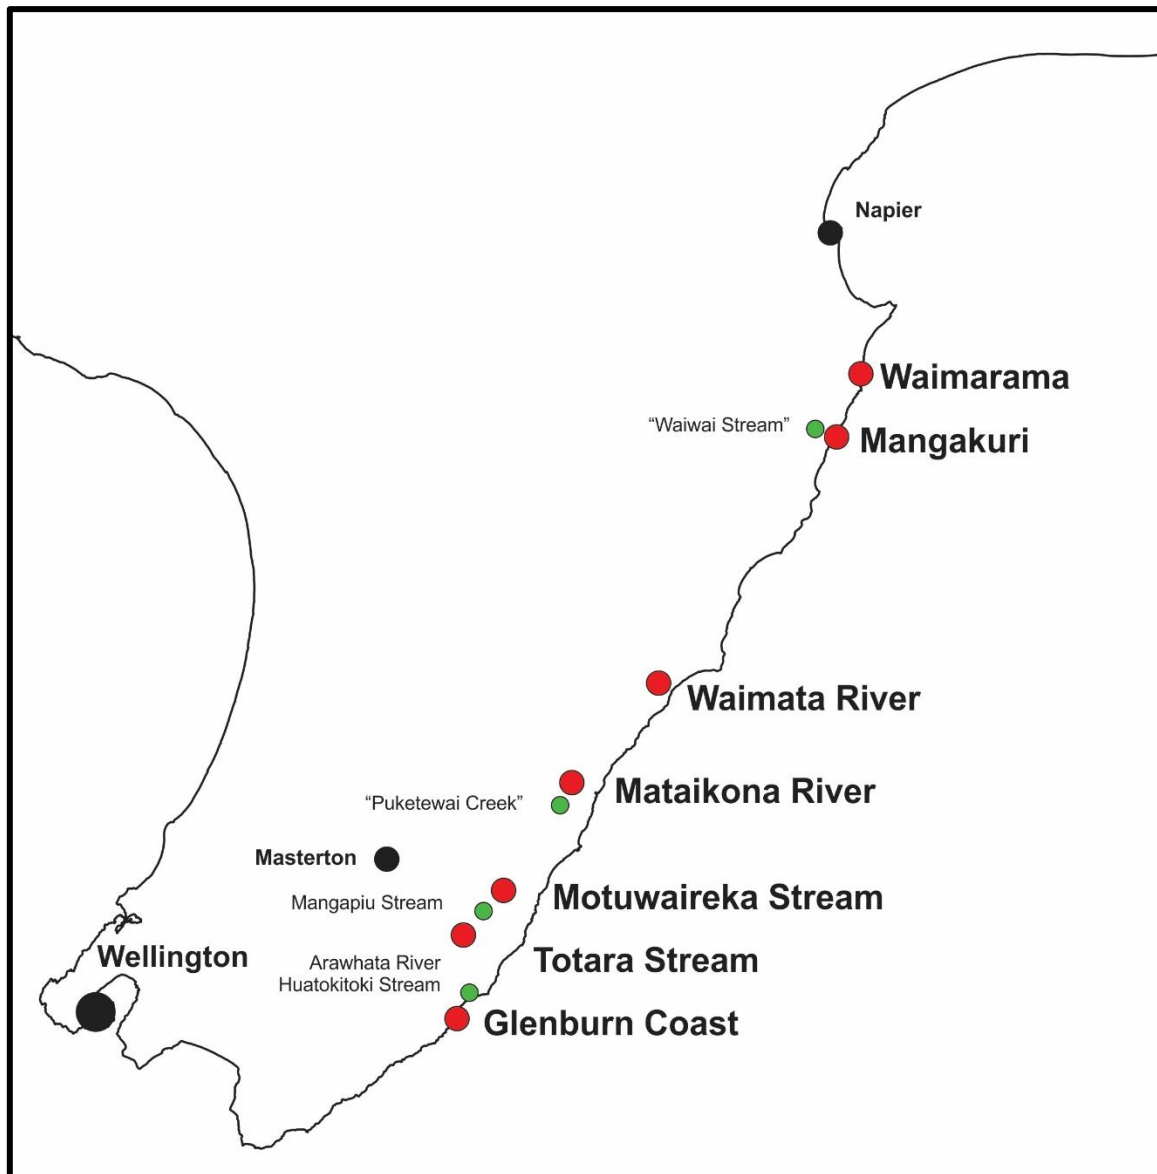 Napier
Waimarama
“Waiwai Stream”
Mangakuri
Waimata River
Mataikona River
“Puketewai Creek”
Masterton
Motuwaireka Stream
Mangapiu Stream
Wellington
Totara Stream
Arawhata River
Huatokitoki Stream
Glenburn Coast